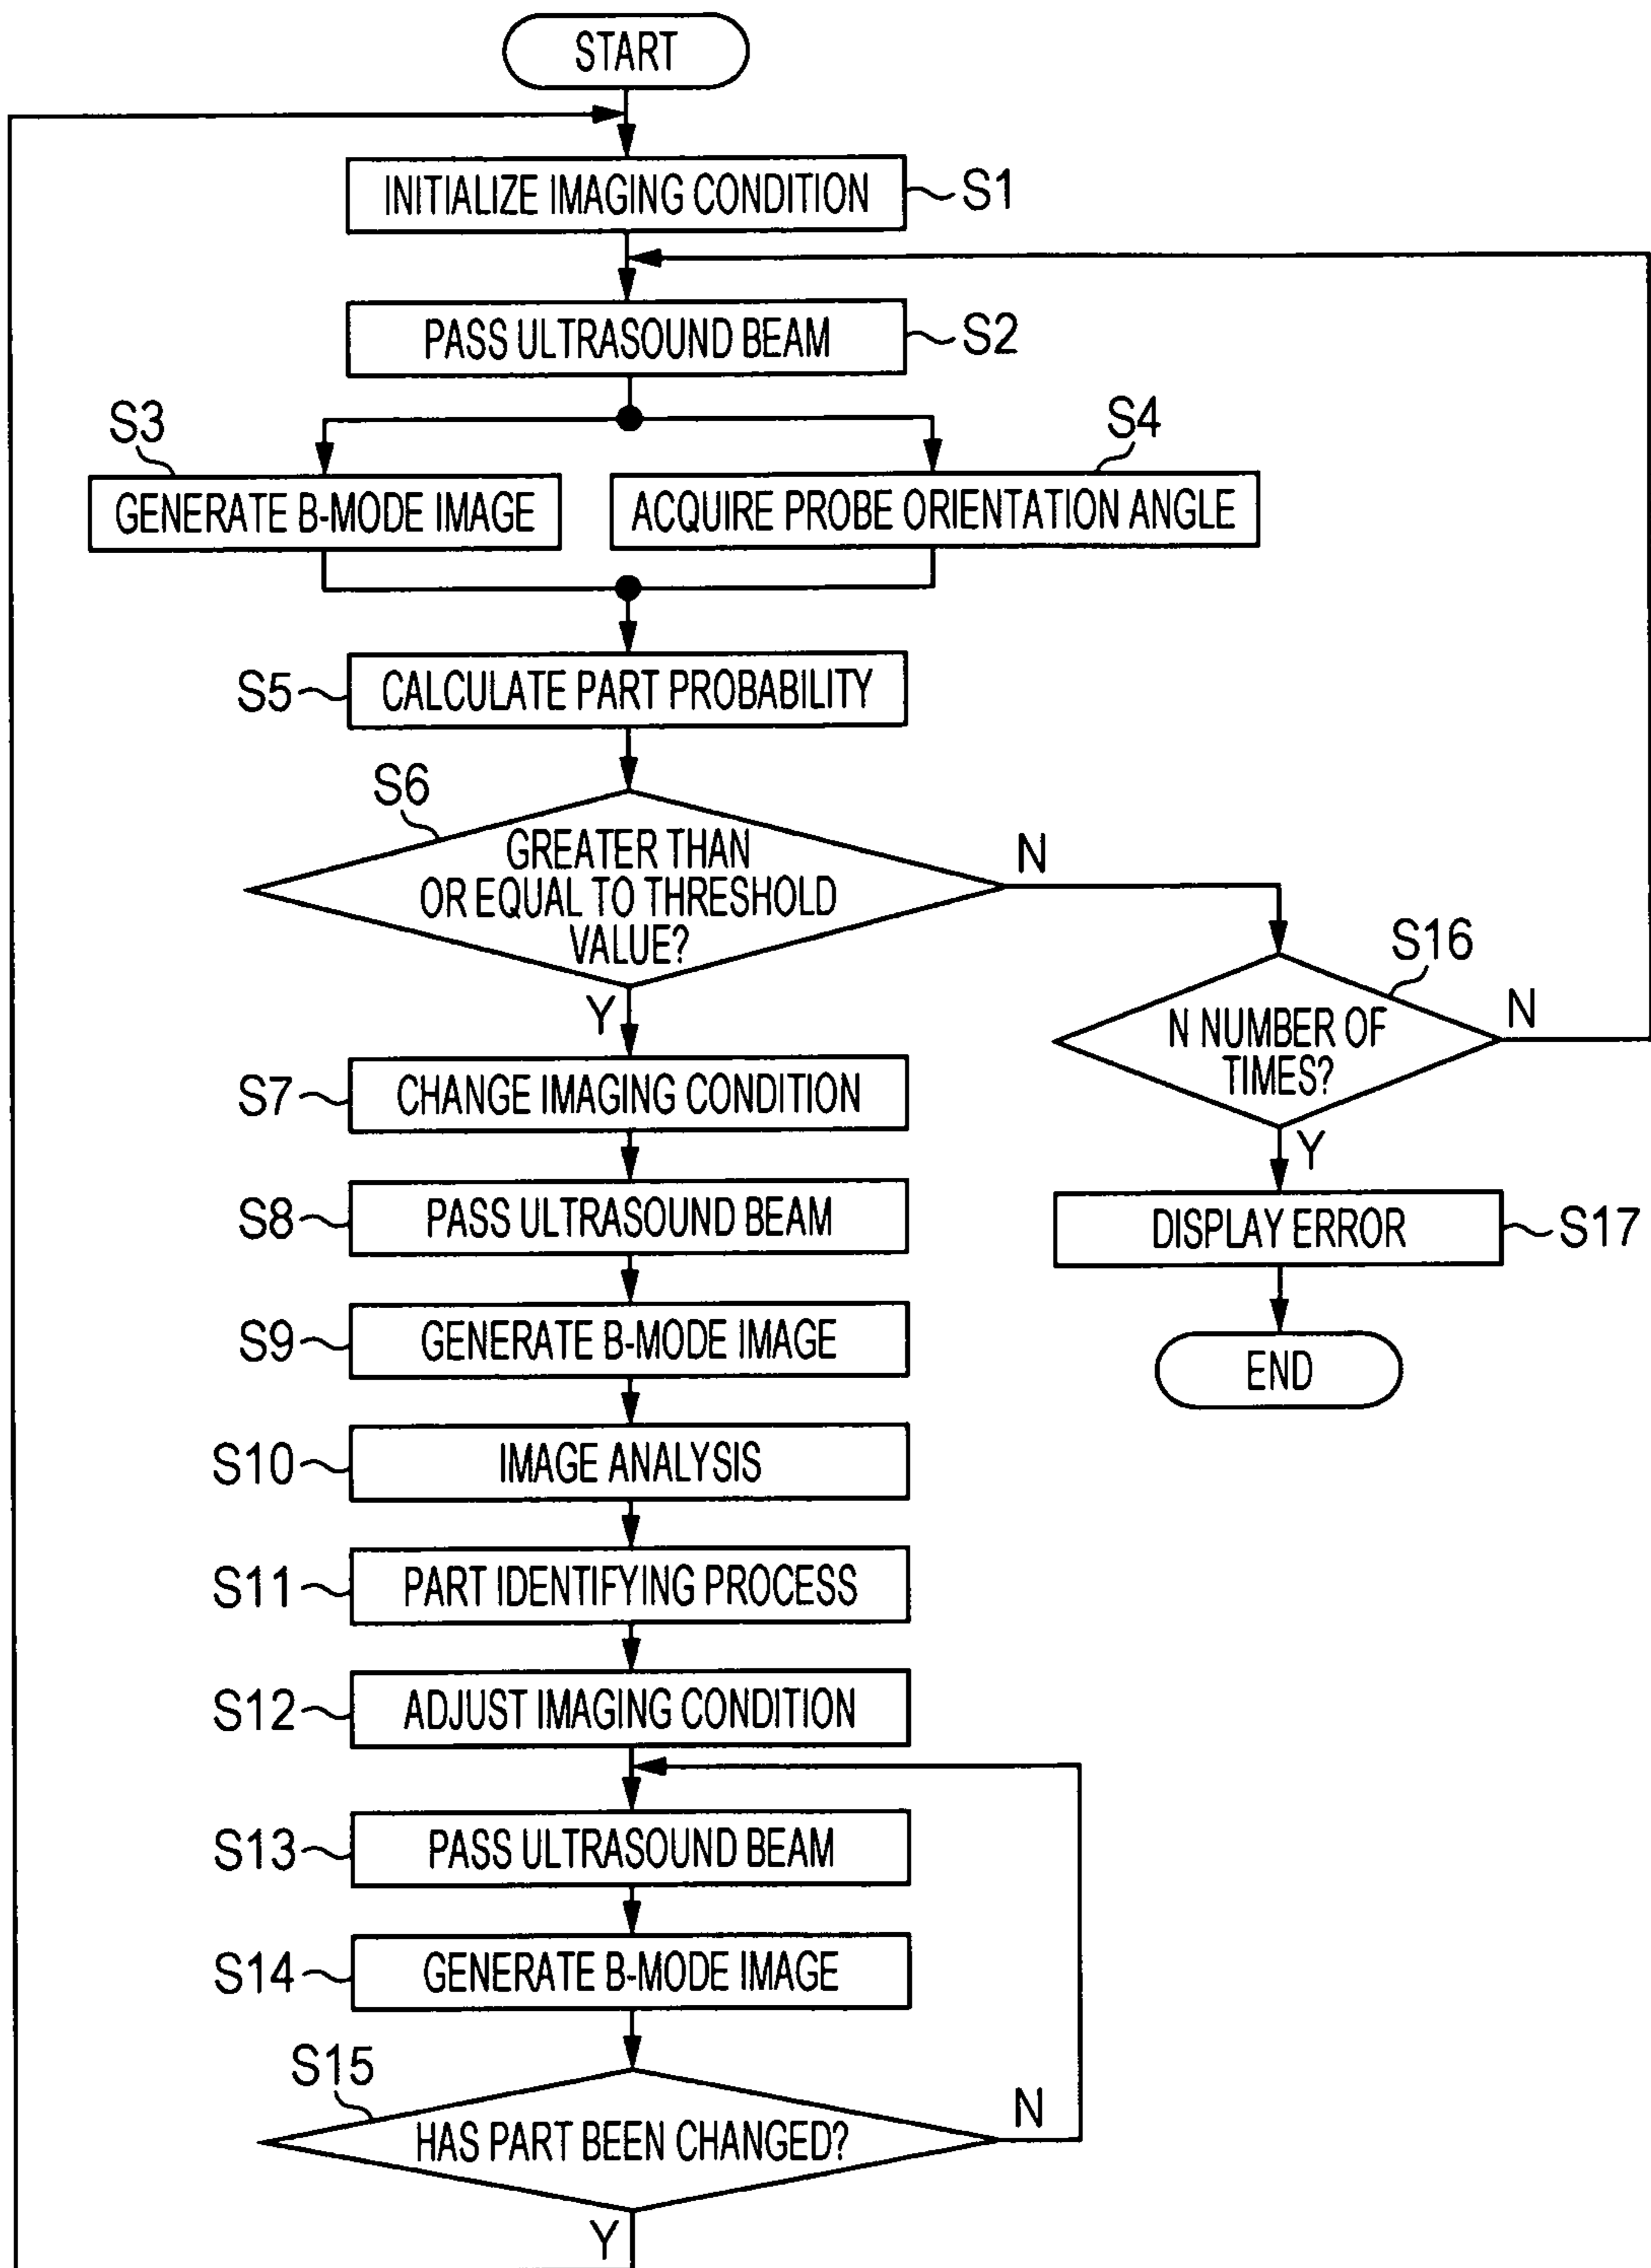 START
INITIALIZE IMAGING CONDITION
S1
PASS ULTRASOUND BEAM
S2
S3
S4
GENERATE B-MODE IMAGE
ACQUIRE PROBE ORIENTATION ANGLE
S5
CALCULATE PART PROBABILITY
S6
GREATER THAN
OR EQUAL TO THRESHOLD
VALUE?
N
Y
S16
N NUMBER OF
TIMES?
N
Y
S7
CHANGE IMAGING CONDITION
S8
PASS ULTRASOUND BEAM
DISPLAY ERROR
S17
S9
GENERATE B-MODE IMAGE
END
S10
IMAGE ANALYSIS
S11
PART IDENTIFYING PROCESS
S12
ADJUST IMAGING CONDITION
S13
PASS ULTRASOUND BEAM
S14
GENERATE B-MODE IMAGE
S15
HAS PART BEEN CHANGED?
N
Y